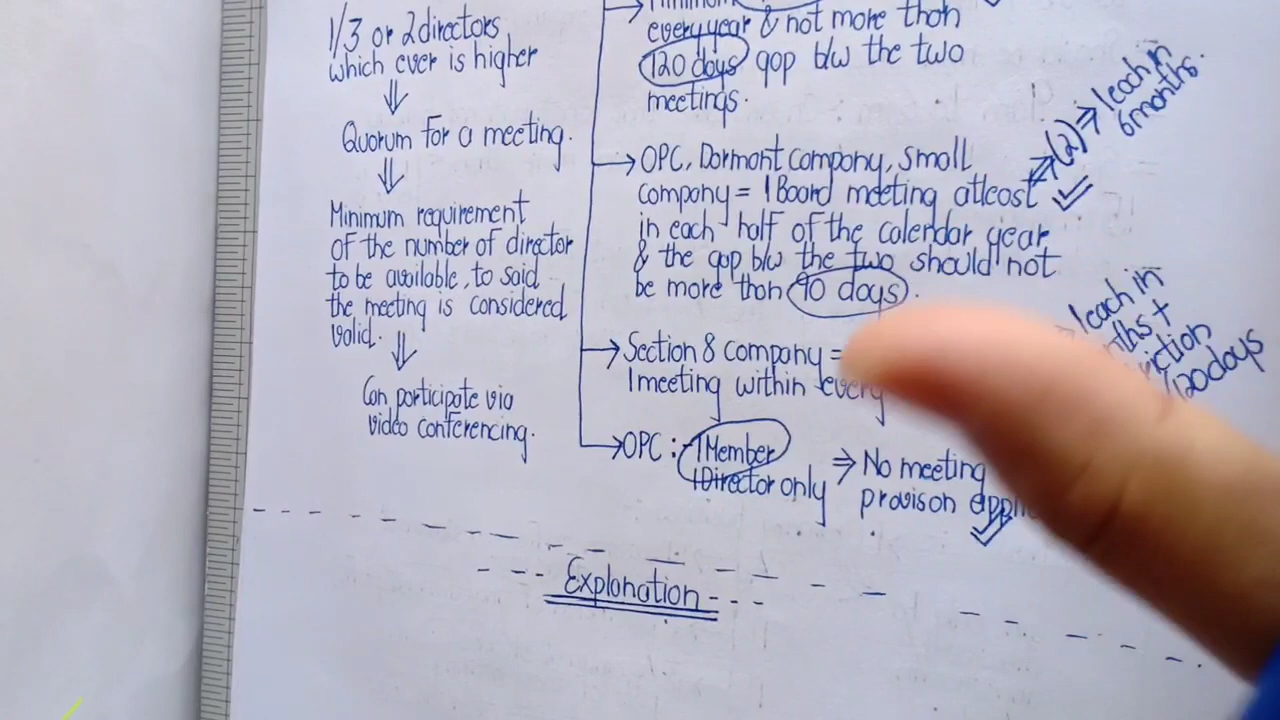 1/3 or 2 directors
which ever is higher
Quorum for a meeting.
Minimum requirement
of the number of director
to be available, to said
the meeting is considered
valid.
Can participate via
video conferencing.
every year & not more than
120 days gap b/w the two
meetings.
OPC, Dormant company, small
company = 1 Board meeting atleast
in each half of the calendar year
& the gap b/w the two should not
be more than 90 days.
(2) ⇒ 1 each in
6 months.
Section 8 company =
1 meeting within every
1 each in
+
120 days
OPC :- 1 Member
1 Director only
⇒ No meeting
provison
--- Explanation ---